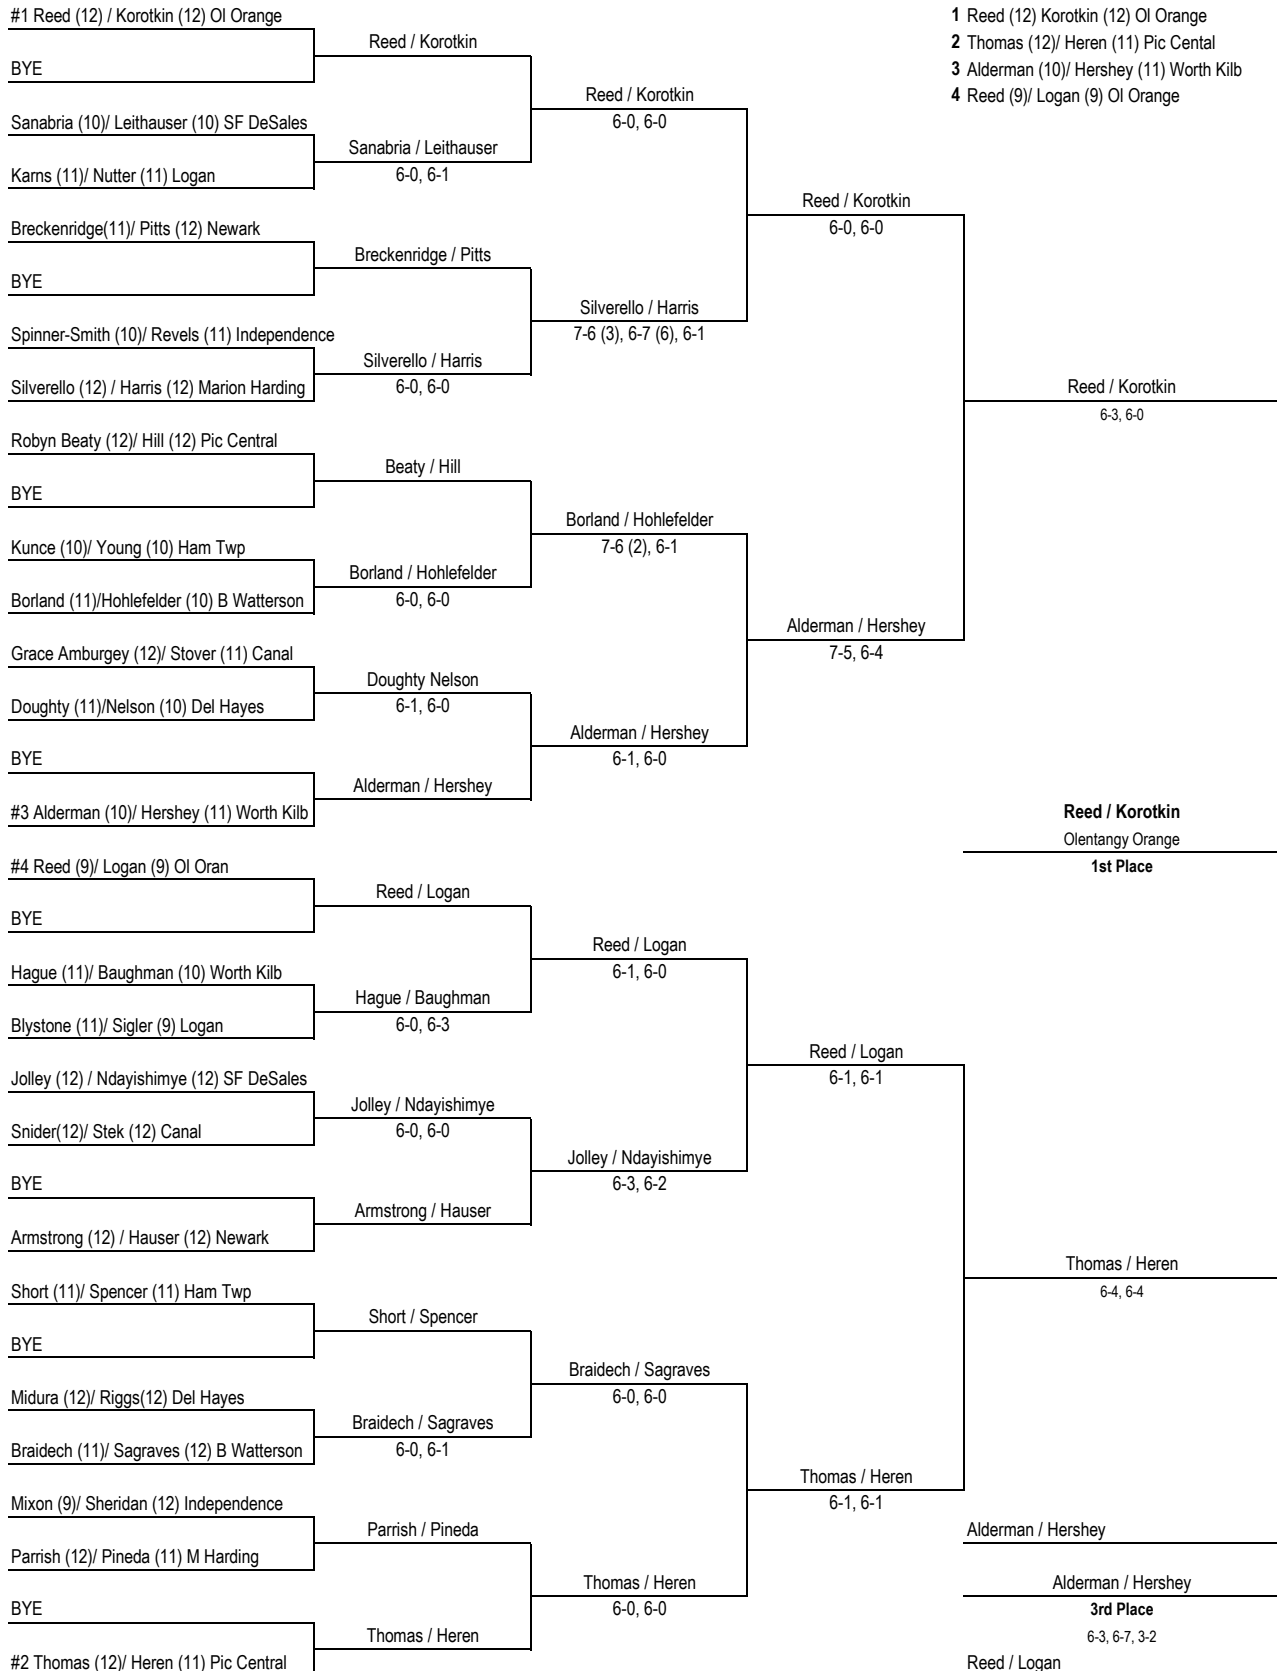 #1 Reed (12) / Korotkin (12) Ol Orange
BYE
Sanabria (10)/ Leithauser (10) SF DeSales
Karns (11)/ Nutter (11) Logan
Breckenridge(11)/ Pitts (12) Newark
BYE
Spinner-Smith (10)/ Revels (11) Independence
Silverello (12) / Harris (12) Marion Harding
Robyn Beaty (12)/ Hill (12) Pic Central
BYE
Kunce (10)/ Young (10) Ham Twp
Borland (11)/Hohlefelder (10) B Watterson
Grace Amburgey (12)/ Stover (11) Canal
Doughty (11)/Nelson (10) Del Hayes
BYE
#3 Alderman (10)/ Hershey (11) Worth Kilb
#4 Reed (9)/ Logan (9) Ol Oran
BYE
Hague (11)/ Baughman (10) Worth Kilb
Blystone (11)/ Sigler (9) Logan
Jolley (12) / Ndayishimye (12) SF DeSales
Snider(12)/ Stek (12) Canal
BYE
Armstrong (12) / Hauser (12) Newark
Short (11)/ Spencer (11) Ham Twp
BYE
Midura (12)/ Riggs(12) Del Hayes
Braidech (11)/ Sagraves (12) B Watterson
Mixon (9)/ Sheridan (12) Independence
Parrish (12)/ Pineda (11) M Harding
BYE
#2 Thomas (12)/ Heren (11) Pic Central
Reed / Korotkin
Sanabria / Leithauser
6-0, 6-1
Breckenridge / Pitts
Silverello / Harris
6-0, 6-0
Beaty / Hill
Borland / Hohlefelder
6-0, 6-0
Doughty Nelson
6-1, 6-0
Alderman / Hershey
Reed / Logan
Hague / Baughman
6-0, 6-3
Jolley / Ndayishimye
6-0, 6-0
Armstrong / Hauser
Short / Spencer
Braidech / Sagraves
6-0, 6-1
Parrish / Pineda
Thomas / Heren
Reed / Korotkin
6-0, 6-0
Silverello / Harris
7-6 (3), 6-7 (6), 6-1
Borland / Hohlefelder
7-6 (2), 6-1
Alderman / Hershey
6-1, 6-0
Reed / Logan
6-1, 6-0
Jolley / Ndayishimye
6-3, 6-2
Braidech / Sagraves
6-0, 6-0
Thomas / Heren
6-0, 6-0
Reed / Korotkin
6-0, 6-0
Alderman / Hershey
7-5, 6-4
Reed / Logan
6-1, 6-1
Thomas / Heren
6-1, 6-1
1 Reed (12) Korotkin (12) Ol Orange
2 Thomas (12)/ Heren (11) Pic Cental
3 Alderman (10)/ Hershey (11) Worth Kilb
4 Reed (9)/ Logan (9) Ol Orange
Reed / Korotkin
6-3, 6-0
Reed / Korotkin
Olentangy Orange
1st Place
Thomas / Heren
6-4, 6-4
Alderman / Hershey
Alderman / Hershey
3rd Place
6-3, 6-7, 3-2
Reed / Logan